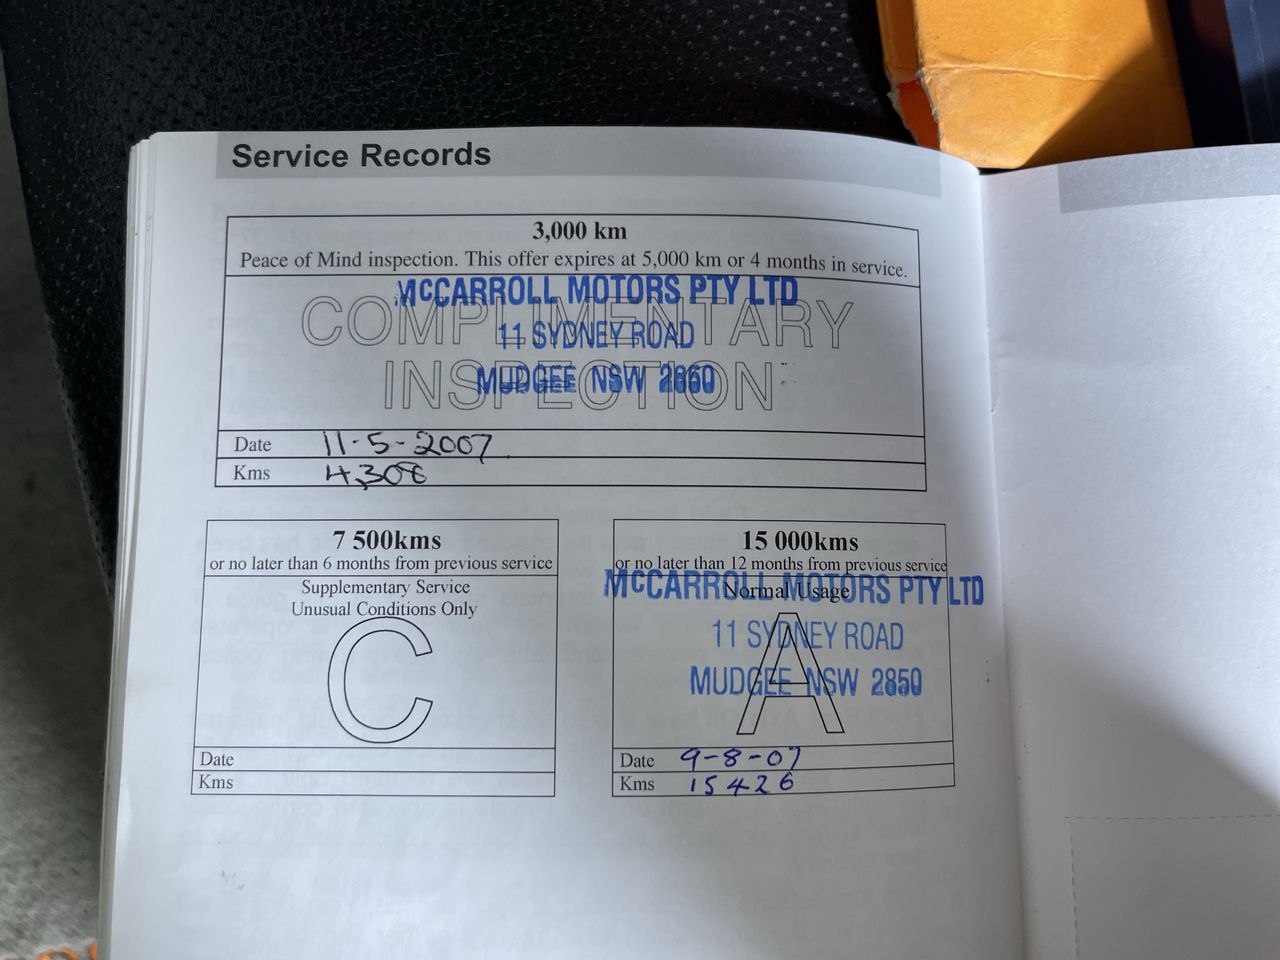 Service Records
3,000 km
Peace of Mind inspection. This offer expires at 5,000 km or 4 months in service.
MCCARROLL MOTORS PTY LTD
COMPLIMENTARY
11 SYDNEY ROAD
INSPECTION
MUDGEE NSW 2850
Date 11-5-2007
Kms 4,308
7 500kms
or no later than 6 months from previous service
Supplementary Service
Unusual Conditions Only
C
Date
Kms
15 000kms
or no later than 12 months from previous service
MCCARROLL MOTORS PTY LTD
Normal Usage
11 SYDNEY ROAD
A
MUDGEE NSW 2850
Date 9-8-07
Kms 15426